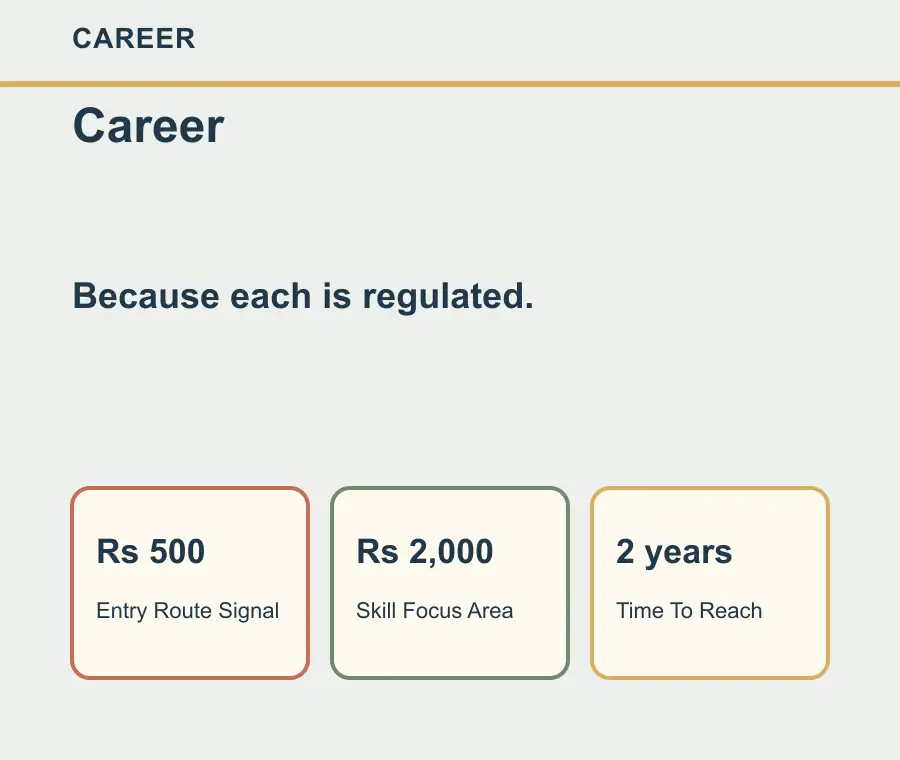 CAREER
Career
Because each is regulated.
Rs 500
Entry Route Signal
Rs 2,000
Skill Focus Area
2 years
Time To Reach